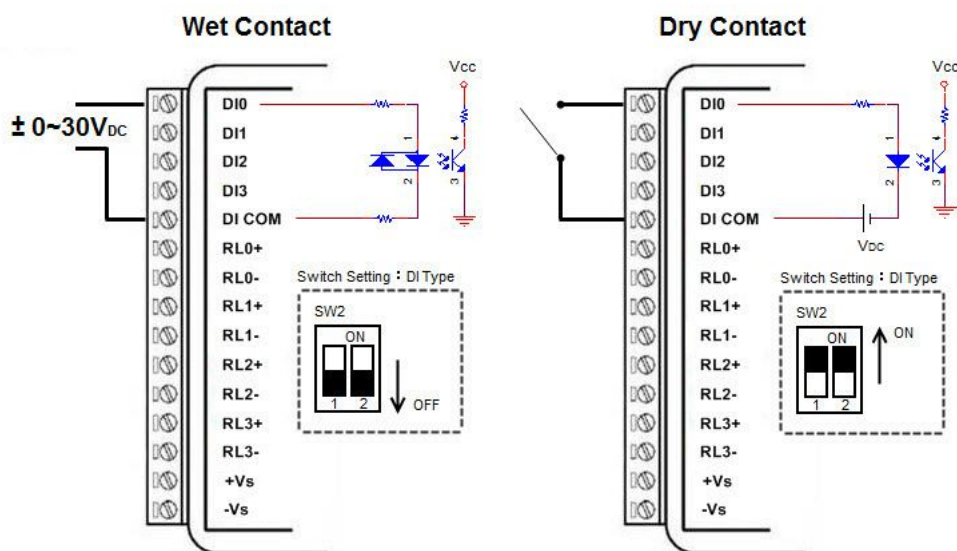 Wet Contact
± 0~30VDC
DI0
DI1
DI2
DI3
DI COM
RL0+
RL0-
RL1+
RL1-
RL2+
RL2-
RL3+
RL3-
+Vs
-Vs
Vcc
1
4
2
3
Switch Setting : DI Type
SW2
ON
1 2
OFF
Dry Contact
DI0
DI1
DI2
DI3
DI COM
RL0+
RL0-
RL1+
RL1-
RL2+
RL2-
RL3+
RL3-
+Vs
-Vs
Vcc
1
4
2
3
VDC
Switch Setting : DI Type
SW2
ON
1 2
ON